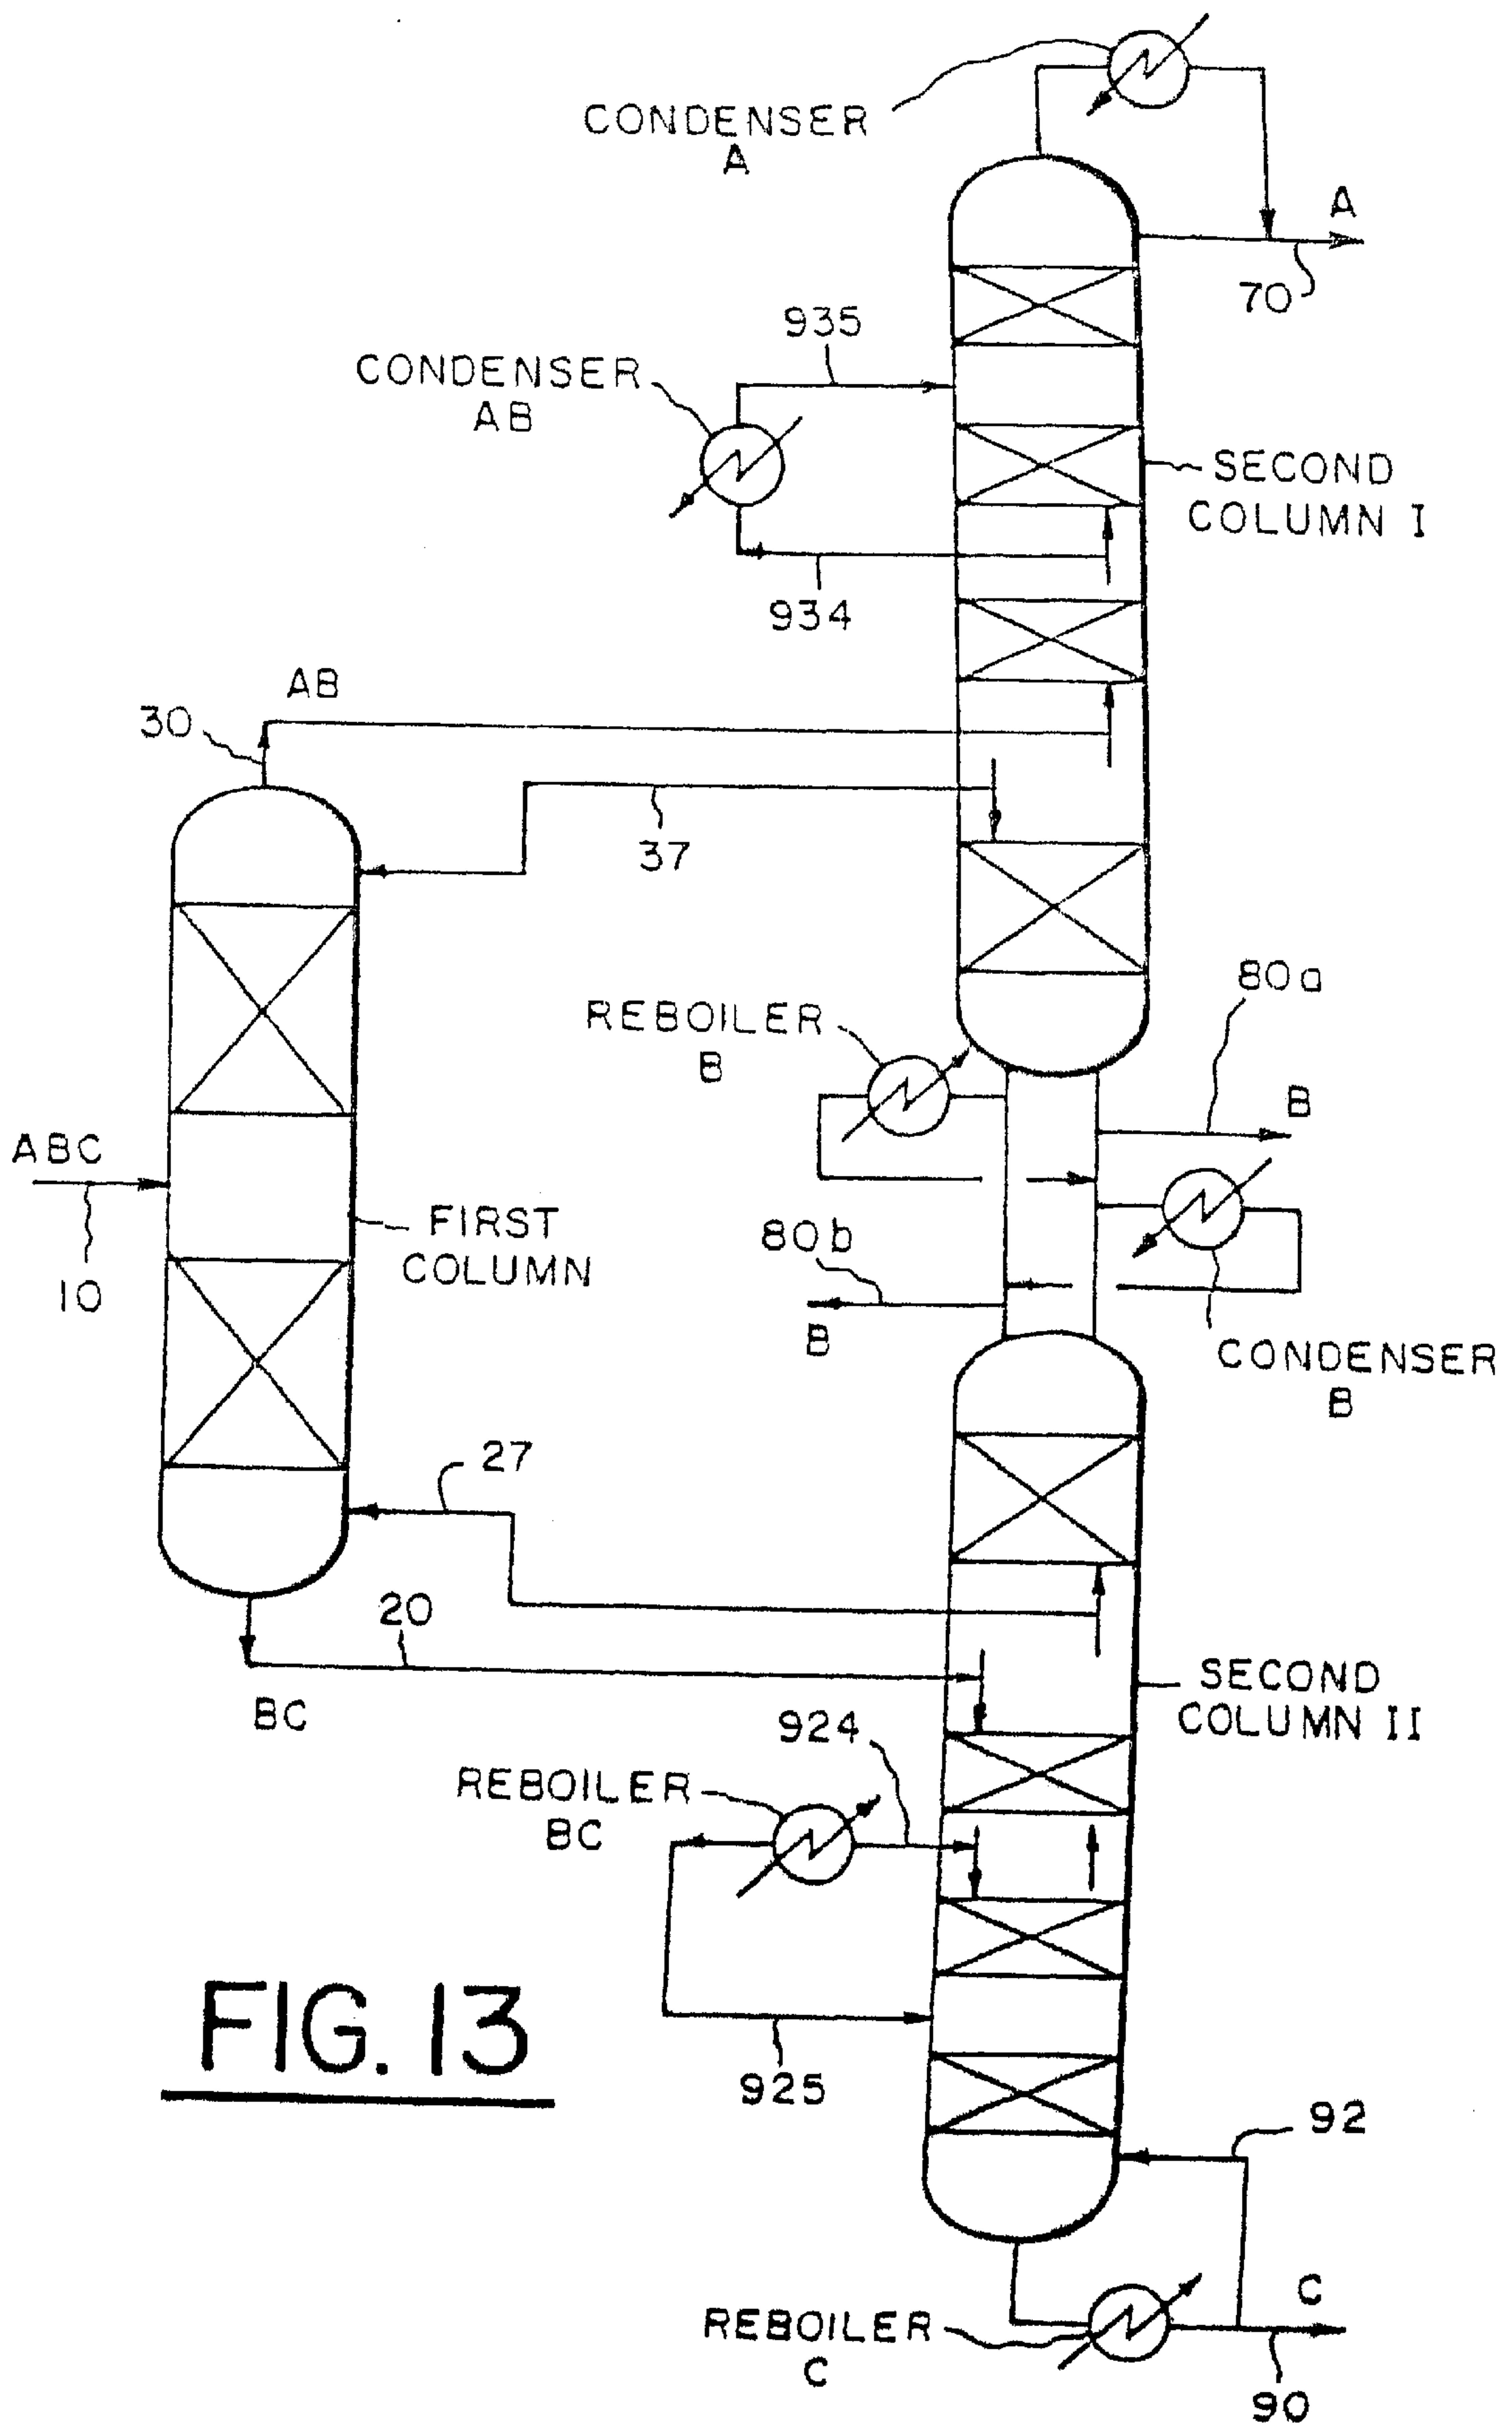 CONDENSER
A
A
70
935
CONDENSER
AB
SECOND
COLUMN I
934
AB
30
37
80a
REBOILER
B
B
ABC
FIRST
COLUMN
80b
10
B
CONDENSER
B
27
20
SECOND
COLUMN II
BC
924
REBOILER
BC
FIG. 13
925
92
C
REBOILER
C
90